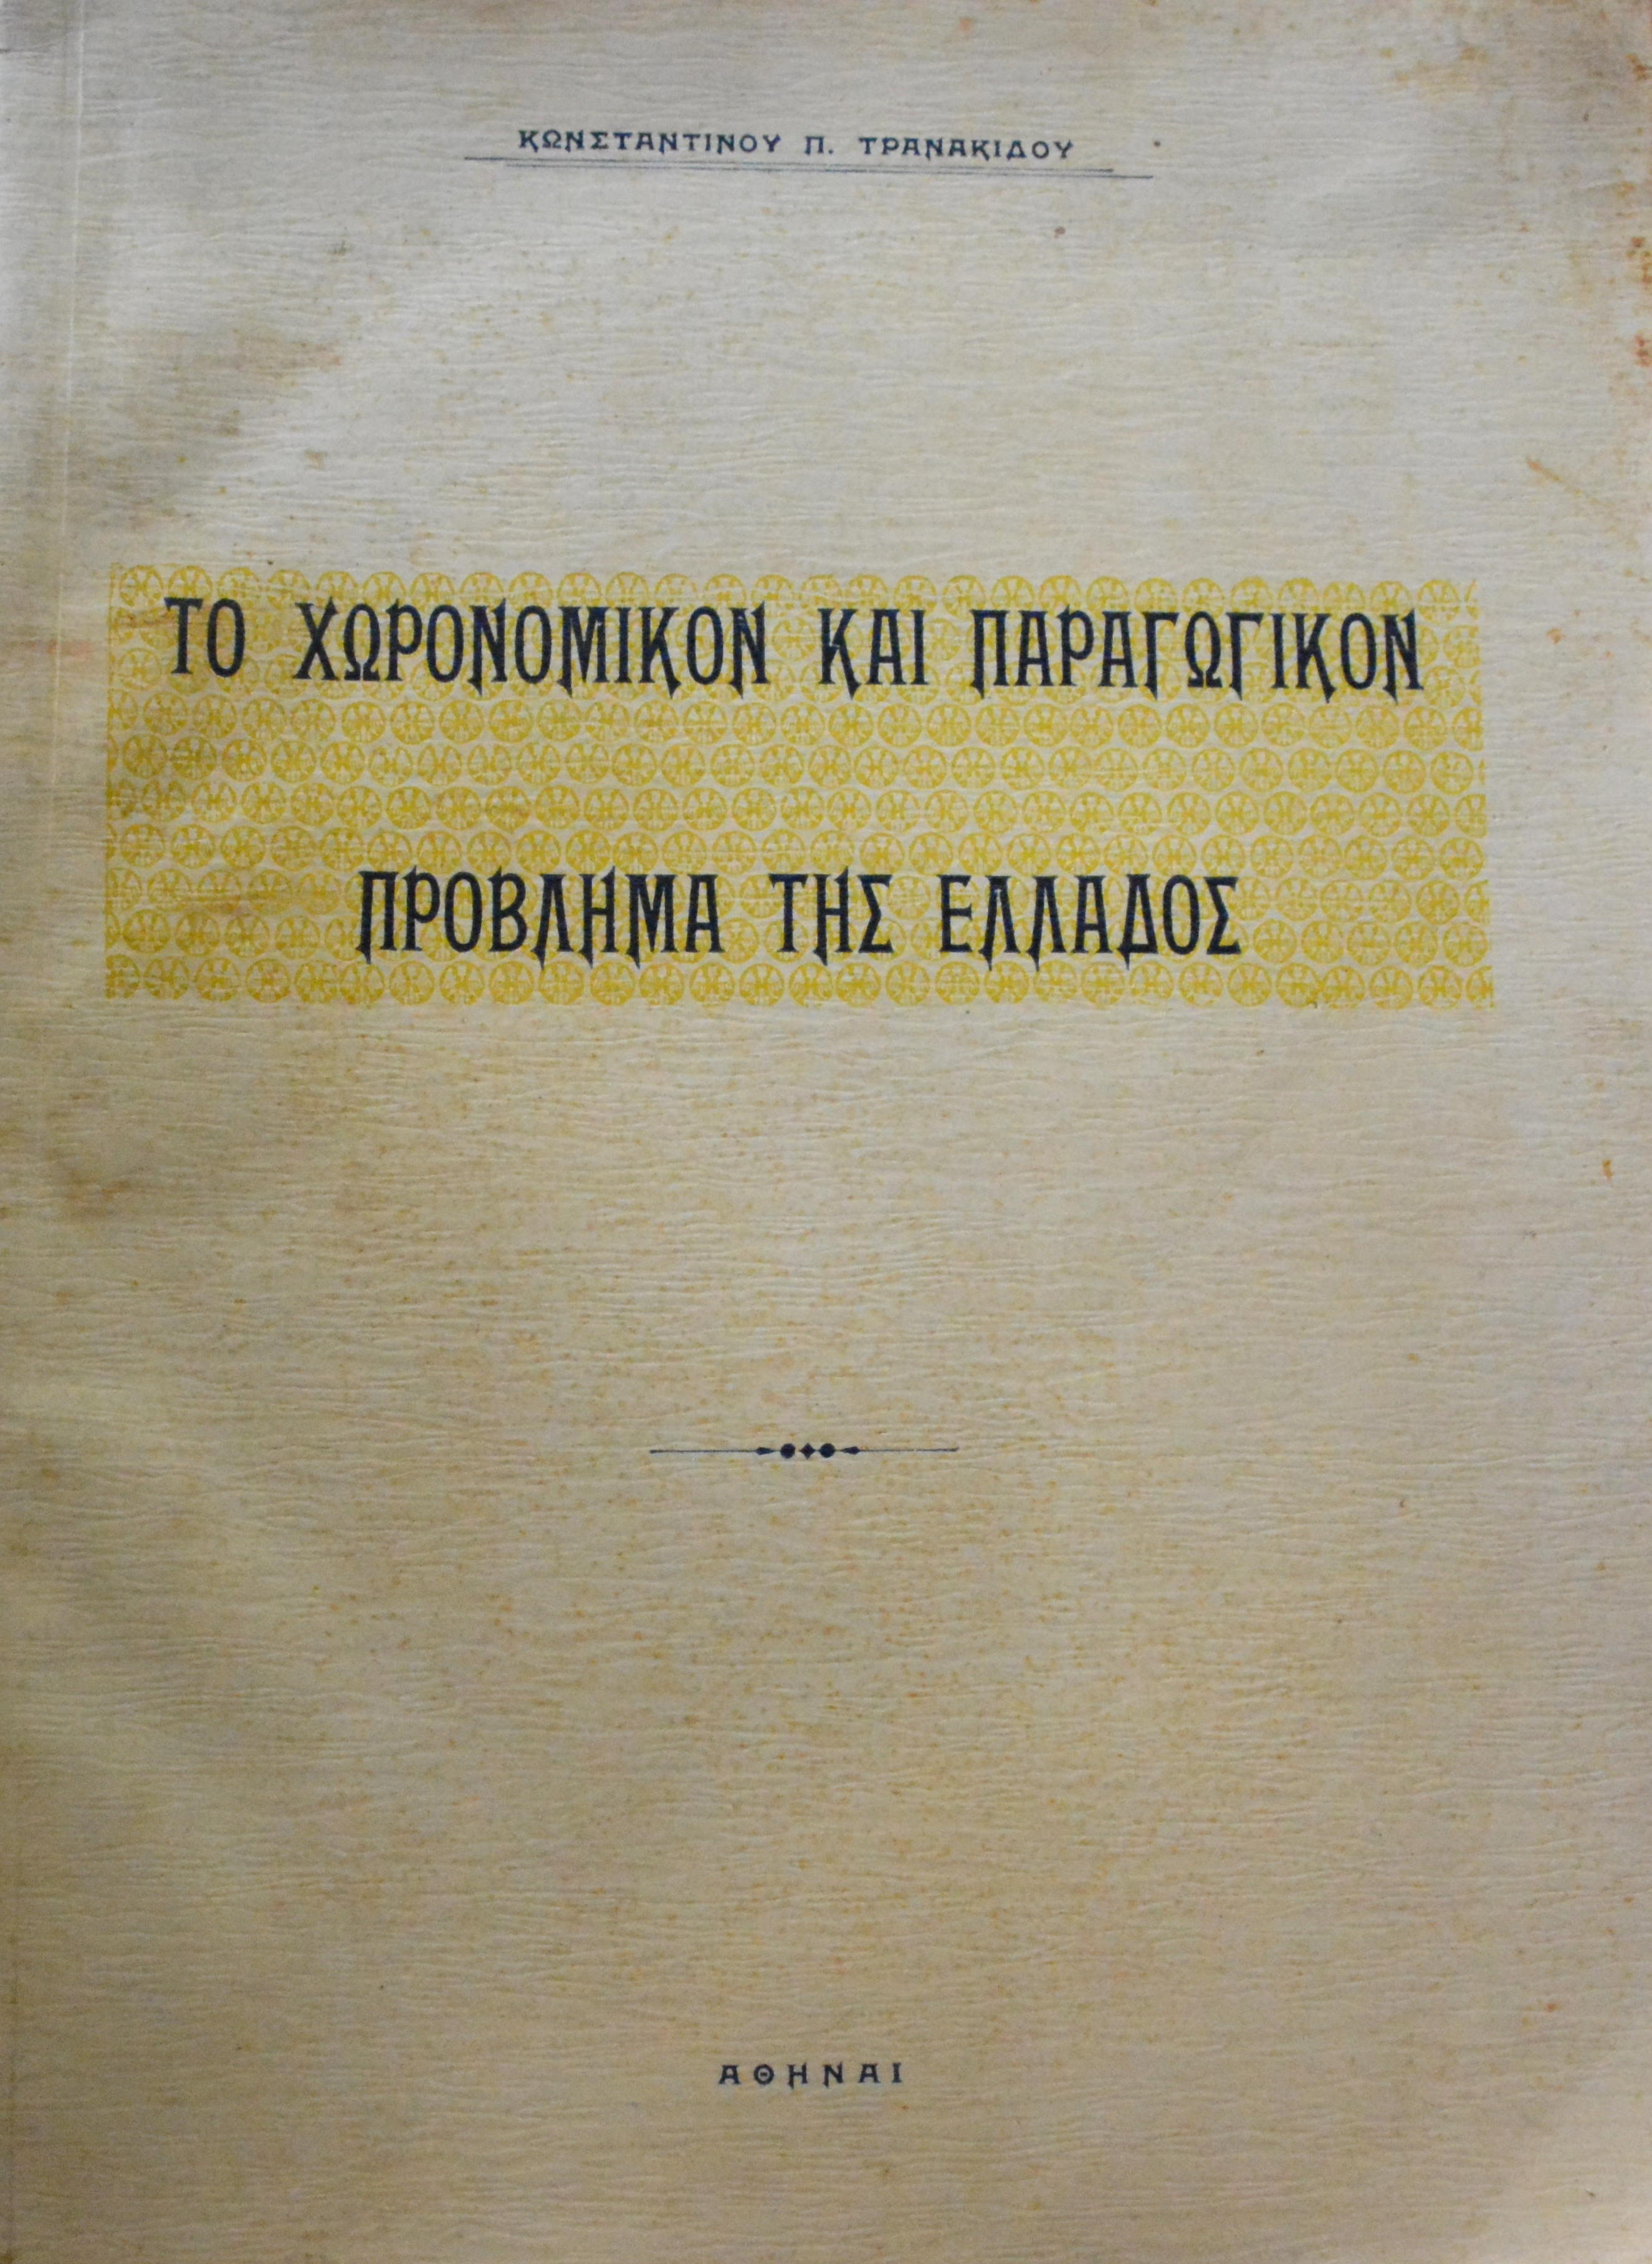 ΚΩΝΣΤΑΝΤΙΝΟΥ Π. ΤΡΑΝΑΚΙΔΟΥ
ΤΟ ΧΩΡΟΝΟΜΙΚΟΝ ΚΑΙ ΠΑΡΑΓΩΓΙΚΟΝ
ΠΡΟΒΛΗΜΑ ΤΗΣ ΕΛΛΑΔΟΣ
ΑΘΗΝΑΙ